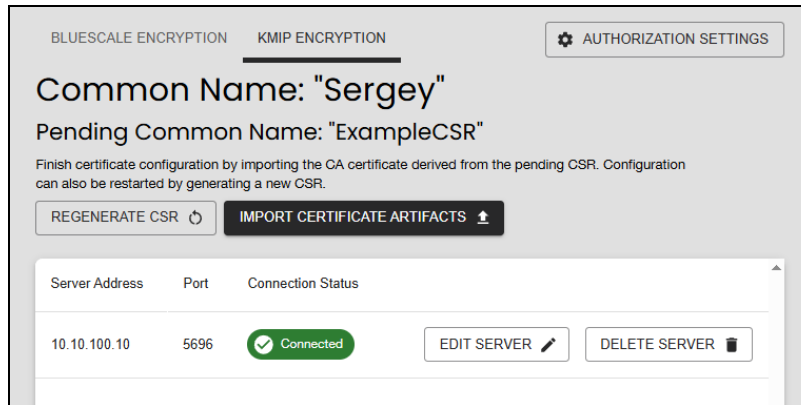 BLUESCALE ENCRYPTION KMIP ENCRYPTION AUTHORIZATION SETTINGS
Common Name: "Sergey"
Pending Common Name: "ExampleCSR"
Finish certificate configuration by importing the CA certificate derived from the pending CSR. Configuration
can also be restarted by generating a new CSR.
REGENERATE CSR IMPORT CERTIFICATE ARTIFACTS
Server Address Port Connection Status
10.10.100.10 5696 Connected EDIT SERVER DELETE SERVER